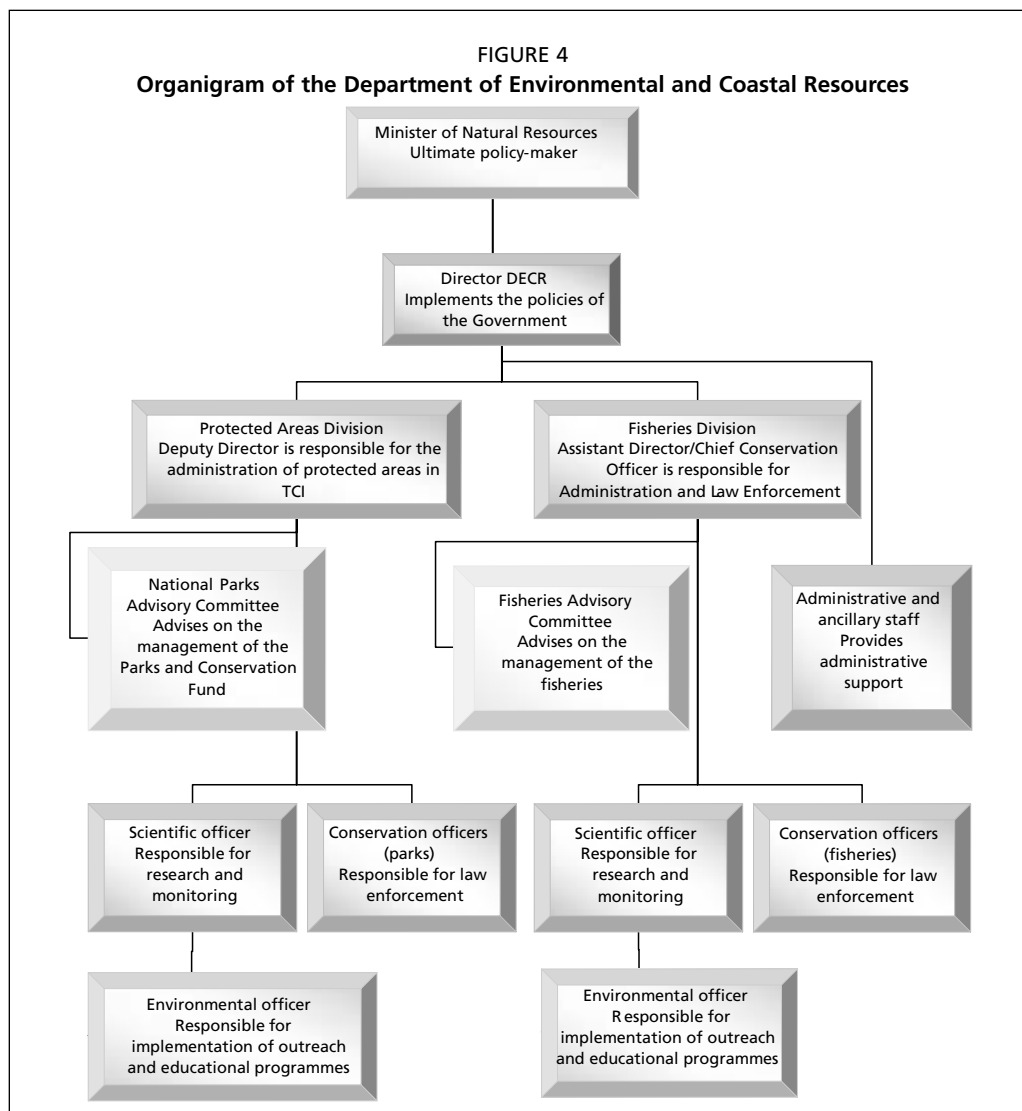 FIGURE 4
Organigram of the Department of Environmental and Coastal Resources
Minister of Natural Resources
Ultimate policy-maker
Director DECR
Implements the policies of
the Government
Protected Areas Division
Deputy Director is responsible for the
administration of protected areas in
TCI
Fisheries Division
Assistant Director/Chief Conservation
Officer is responsible for
Administration and Law Enforcement
National Parks
Advisory Committee
Advises on the
management of the
Parks and Conservation
Fund
Fisheries Advisory
Committee
Advises on the
management of the
fisheries
Administrative and
ancillary staff
Provides
administrative
support
Scientific officer
Responsible for
research and
monitoring
Conservation officers
(parks)
Responsible for law
enforcement
Scientific officer
Responsible for
research and
monitoring
Conservation officers
(fisheries)
Responsible for law
enforcement
Environmental officer
Responsible for
implementation of outreach
and educational programmes
Environmental officer
Responsible for
implementation of outreach
and educational programmes